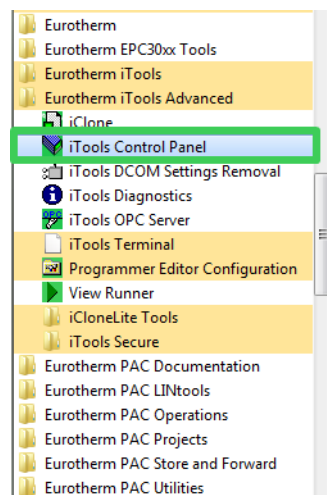 Eurotherm
Eurotherm EPC30xx Tools
Eurotherm iTools
Eurotherm iTools Advanced
iClone
iTools Control Panel
iTools DCOM Settings Removal
iTools Diagnostics
OPC iTools OPC Server
iTools Terminal
Programmer Editor Configuration
View Runner
iCloneLite Tools
iTools Secure
Eurotherm PAC Documentation
Eurotherm PAC LINtools
Eurotherm PAC Operations
Eurotherm PAC Projects
Eurotherm PAC Store and Forward
Eurotherm PAC Utilities